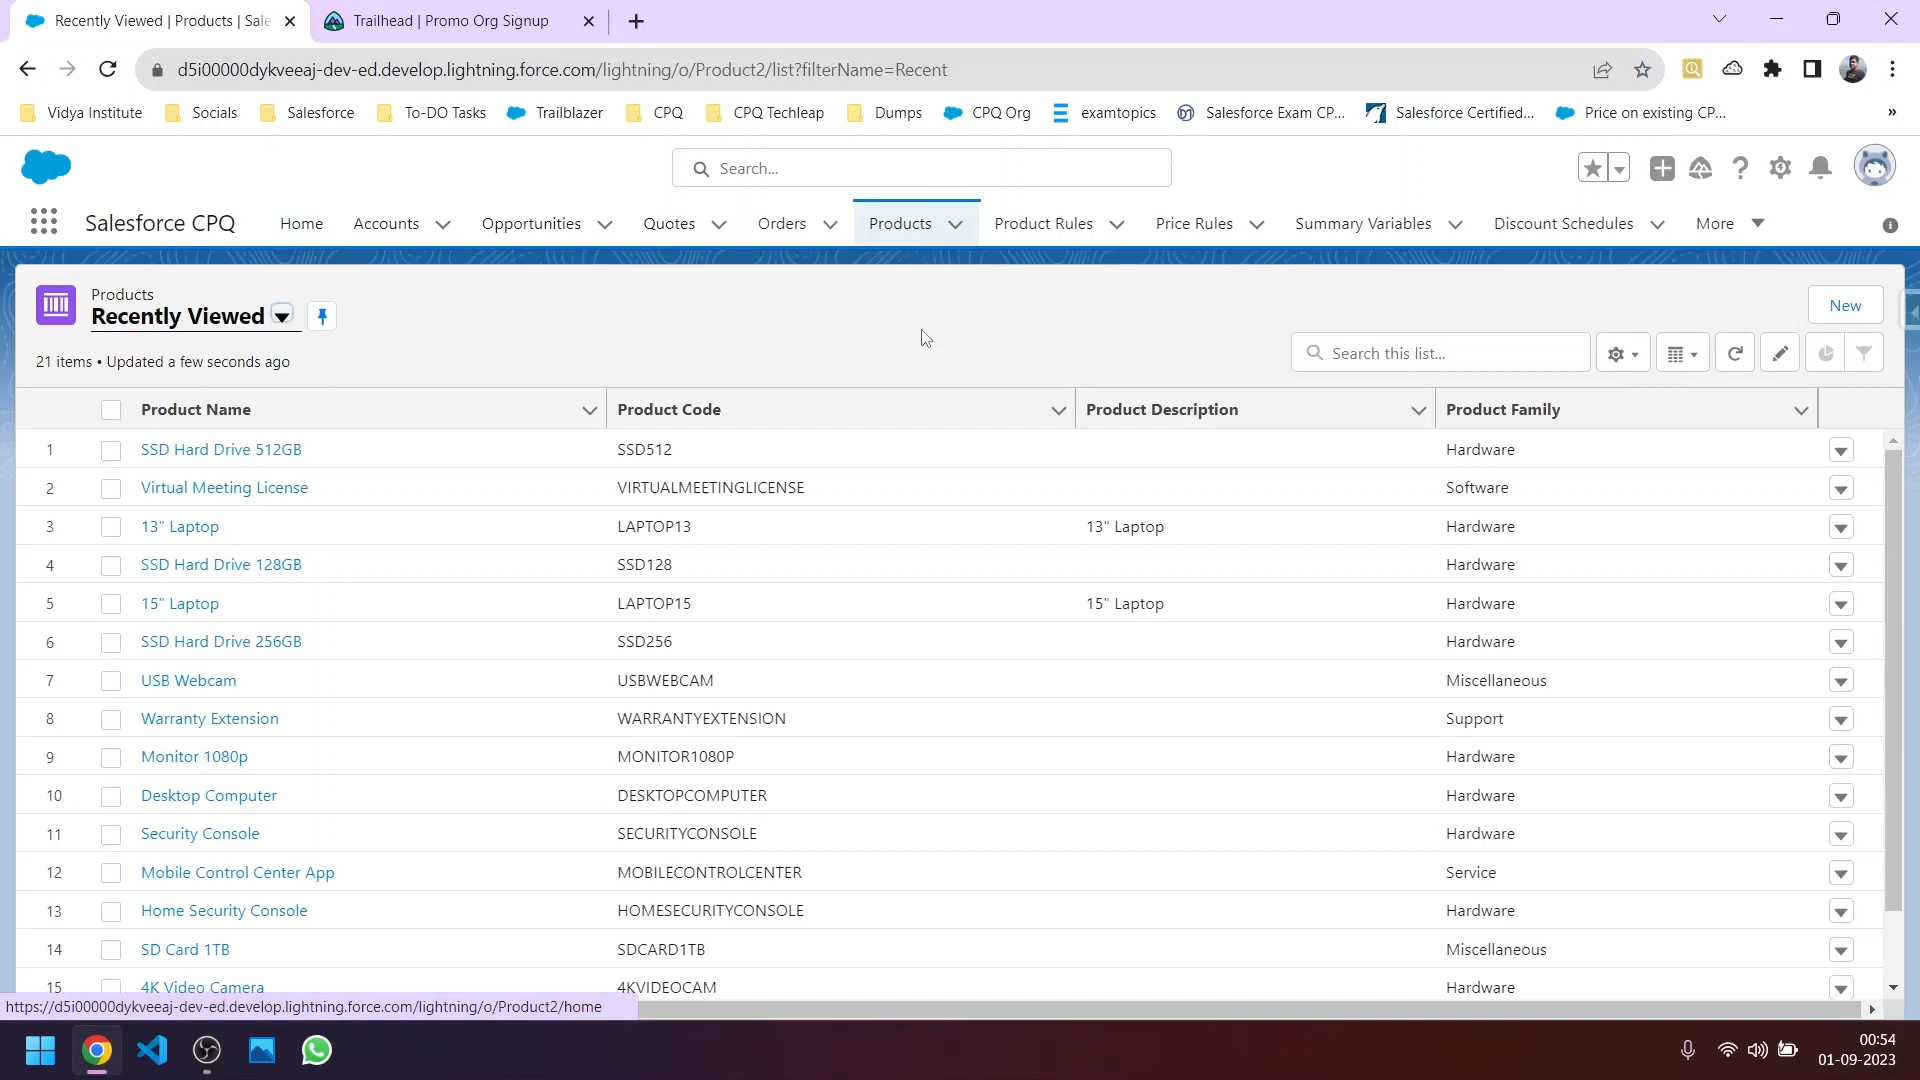 Recently Viewed | Products | Sale
Trailhead | Promo Org Signup
d5i00000dykveeaj-dev-ed.develop.lightning.force.com/lightning/o/Product2/list?filterName=Recent
Vidya Institute Socials Salesforce To-DO Tasks Trailblazer CPQ CPQ Techleap Dumps CPQ Org examtopics Salesforce Exam CP... Salesforce Certified... Price on existing CP... »
Search...
Salesforce CPQ Home Accounts Opportunities Quotes Orders Products Product Rules Price Rules Summary Variables Discount Schedules More
Products
Recently Viewed
New
21 items • Updated a few seconds ago
Search this list...
Product Name Product Code Product Description Product Family
1 SSD Hard Drive 512GB SSD512 Hardware
2 Virtual Meeting License VIRTUALMEETINGLICENSE Software
3 13" Laptop LAPTOP13 13" Laptop Hardware
4 SSD Hard Drive 128GB SSD128 Hardware
5 15" Laptop LAPTOP15 15" Laptop Hardware
6 SSD Hard Drive 256GB SSD256 Hardware
7 USB Webcam USBWEBCAM Miscellaneous
8 Warranty Extension WARRANTYEXTENSION Support
9 Monitor 1080p MONITOR1080P Hardware
10 Desktop Computer DESKTOPCOMPUTER Hardware
11 Security Console SECURITYCONSOLE Hardware
12 Mobile Control Center App MOBILECONTROLCENTER Service
13 Home Security Console HOMESECURITYCONSOLE Hardware
14 SD Card 1TB SDCARD1TB Miscellaneous
15 4K Video Camera 4KVIDEOCAM Hardware
https://d5i00000dykveeaj-dev-ed.develop.lightning.force.com/lightning/o/Product2/home
00:54
01-09-2023